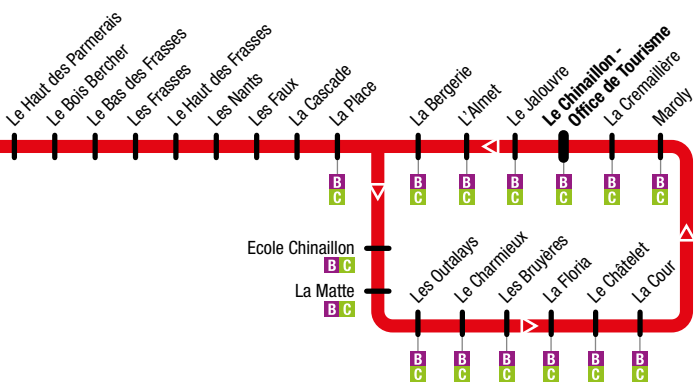 Le Haut des Parmerais
Le Bois Bercher
Le Bas des Frasses
Les Frasses
Le Haut des Frasses
Les Nants
Les Faux
La Cascade
La Place
B
C
La Bergerie
B
C
L'Almet
B
C
Le Jalouvre
B
C
Le Chinaillon -
Office de Tourisme
B
C
La Cremaillère
B
C
Maroly
B
C
Ecole Chinaillon
B C
La Matte
B C
Les Outalays
B
C
Le Charmieux
B
C
Les Bruyères
B
C
La Floria
B
C
Le Châtelet
B
C
La Cour
B
C